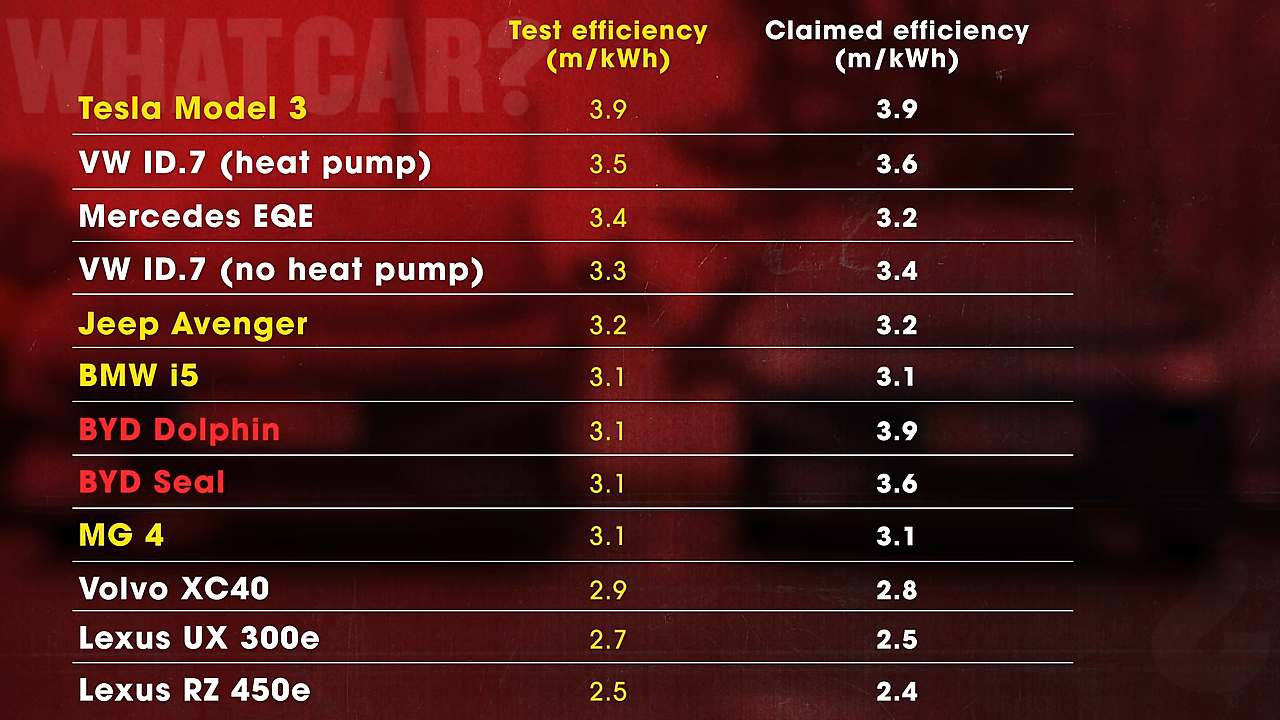 WHATCAR?
Test efficiency Claimed efficiency
(m/kWh) (m/kWh)
Tesla Model 3 3.9 3.9
VW ID.7 (heat pump) 3.5 3.6
Mercedes EQE 3.4 3.2
VW ID.7 (no heat pump) 3.3 3.4
Jeep Avenger 3.2 3.2
BMW i5 3.1 3.1
BYD Dolphin 3.1 3.9
BYD Seal 3.1 3.6
MG 4 3.1 3.1
Volvo XC40 2.9 2.8
Lexus UX 300e 2.7 2.5
Lexus RZ 450e 2.5 2.4